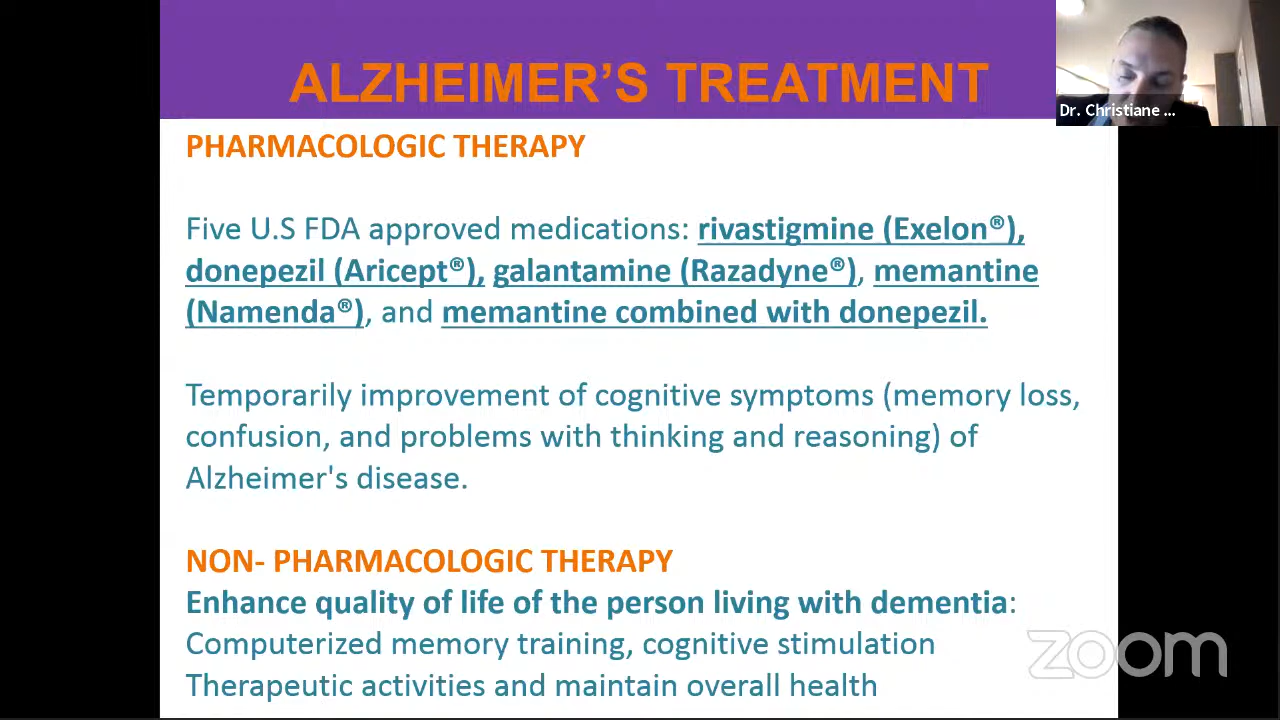 ALZHEIMER'S TREATMENT
Dr. Christiane ...
PHARMACOLOGIC THERAPY
Five U.S FDA approved medications: rivastigmine (Exelon®),
donepezil (Aricept®), galantamine (Razadyne®), memantine
(Namenda®), and memantine combined with donepezil.
Temporarily improvement of cognitive symptoms (memory loss,
confusion, and problems with thinking and reasoning) of
Alzheimer's disease.
NON- PHARMACOLOGIC THERAPY
Enhance quality of life of the person living with dementia:
Computerized memory training, cognitive stimulation
Therapeutic activities and maintain overall health
zoom